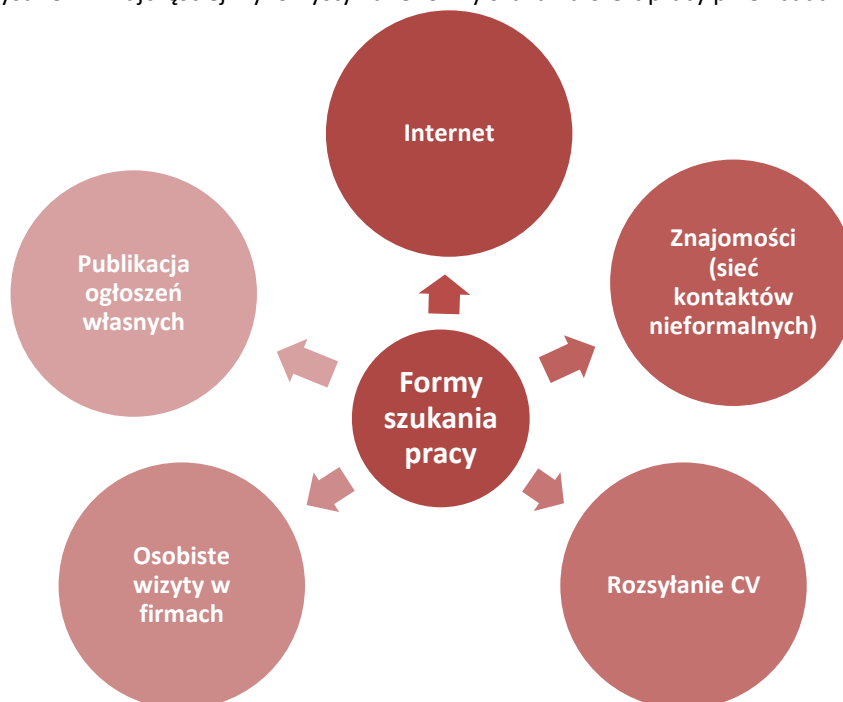 Internet
Znajomości
(sieć
kontaktów
nieformalnych)
Publikacja
ogłoszeń
własnych
Formy
szukania
pracy
Osobiste
wizyty w
firmach
Rozsyłanie CV